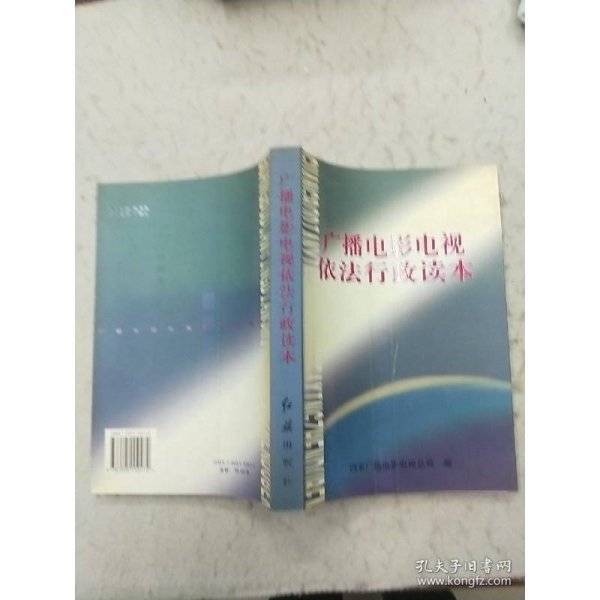 广播电影电视
依法行政读本
国家广播电影电视总局 编
广播电影电视依法行政读本
红旗出版社
孔夫子旧书网
www.kongfz.com